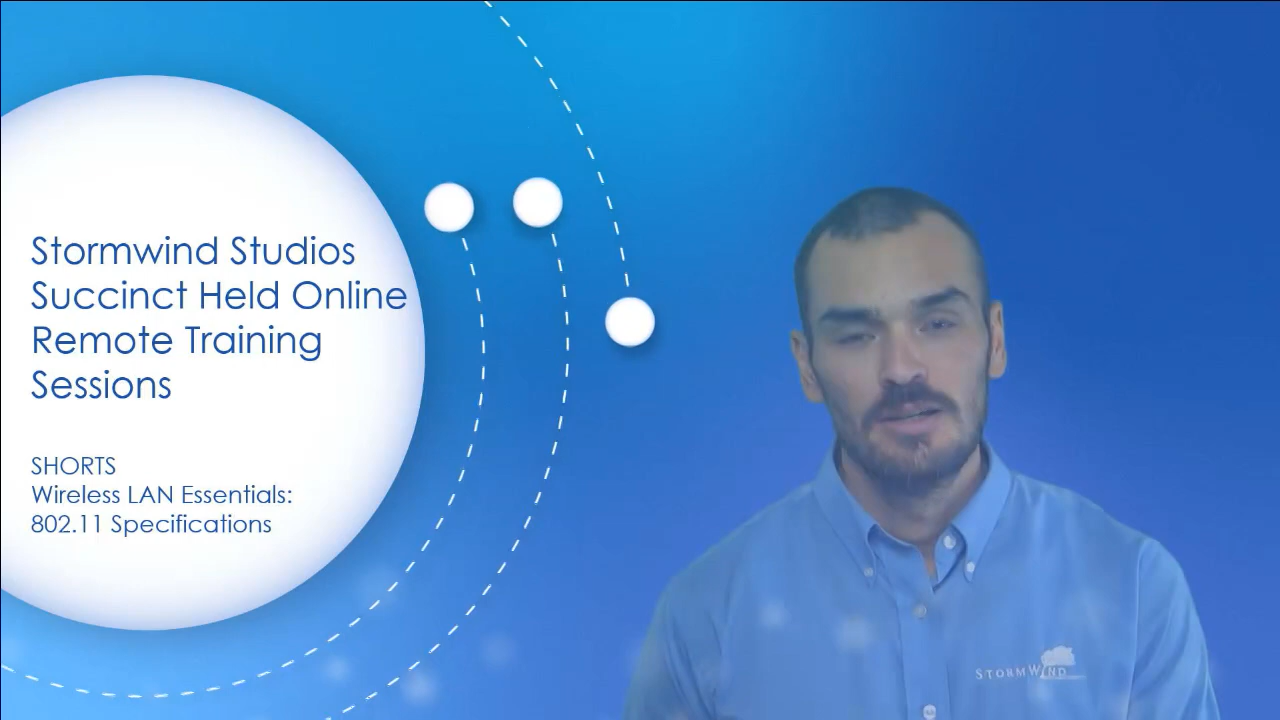 Stormwind Studios
Succinct Held Online
Remote Training
Sessions
SHORTS
Wireless LAN Essentials:
802.11 Specifications
STORMWIND